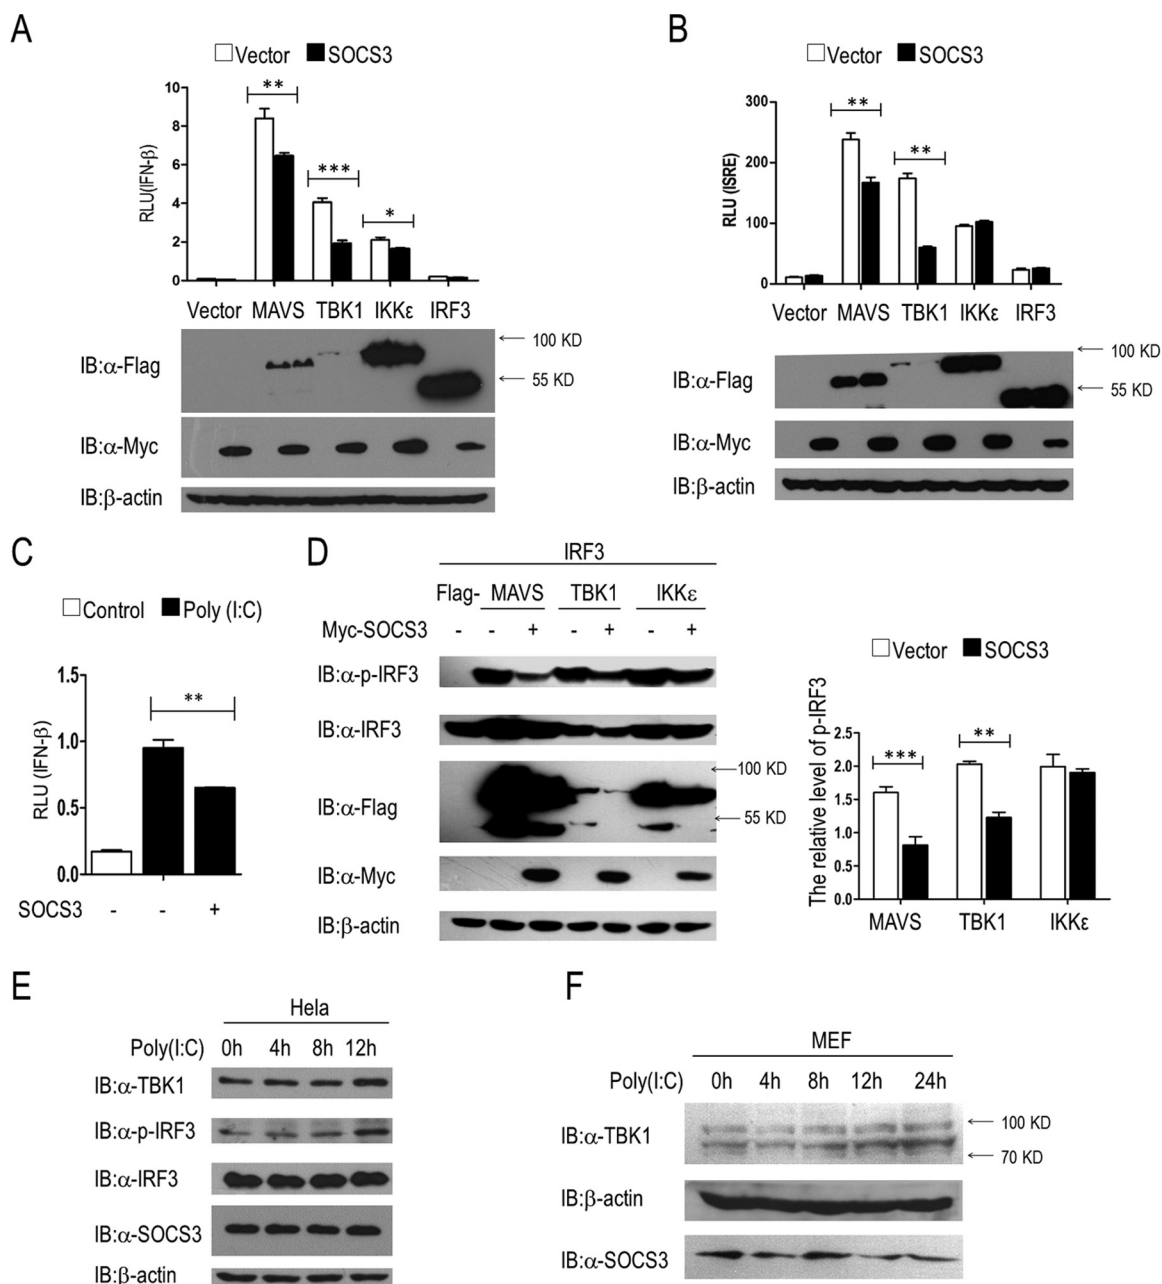 A
Vector SOCS3
RLU(IFN-β)
10
8
6
4
2
0
** *** *
Vector MAVS TBK1 IKKε IRF3
IB:α-Flag
100 KD
55 KD
IB:α-Myc
IB:β-actin
B
Vector SOCS3
RLU (ISRE)
300
200
100
0
** **
Vector MAVS TBK1 IKKε IRF3
IB:α-Flag
100 KD
55 KD
IB:α-Myc
IB:β-actin
C
Control Poly (I:C)
RLU (IFN-β)
1.5
1.0
0.5
0.0
**
SOCS3 - - +
D
IRF3
Flag- MAVS TBK1 IKKε
Myc-SOCS3 - - + - + - +
IB:α-p-IRF3
IB:α-IRF3
IB:α-Flag
100 KD
55 KD
IB:α-Myc
IB:β-actin
Vector SOCS3
The relative level of p-IRF3
2.5
2.0
1.5
1.0
0.5
0.0
*** **
MAVS TBK1 IKKε
E
Hela
Poly(I:C) 0h 4h 8h 12h
IB:α-TBK1
IB:α-p-IRF3
IB:α-IRF3
IB:α-SOCS3
IB:β-actin
F
MEF
Poly(I:C) 0h 4h 8h 12h 24h
IB:α-TBK1
100 KD
70 KD
IB:β-actin
IB:α-SOCS3